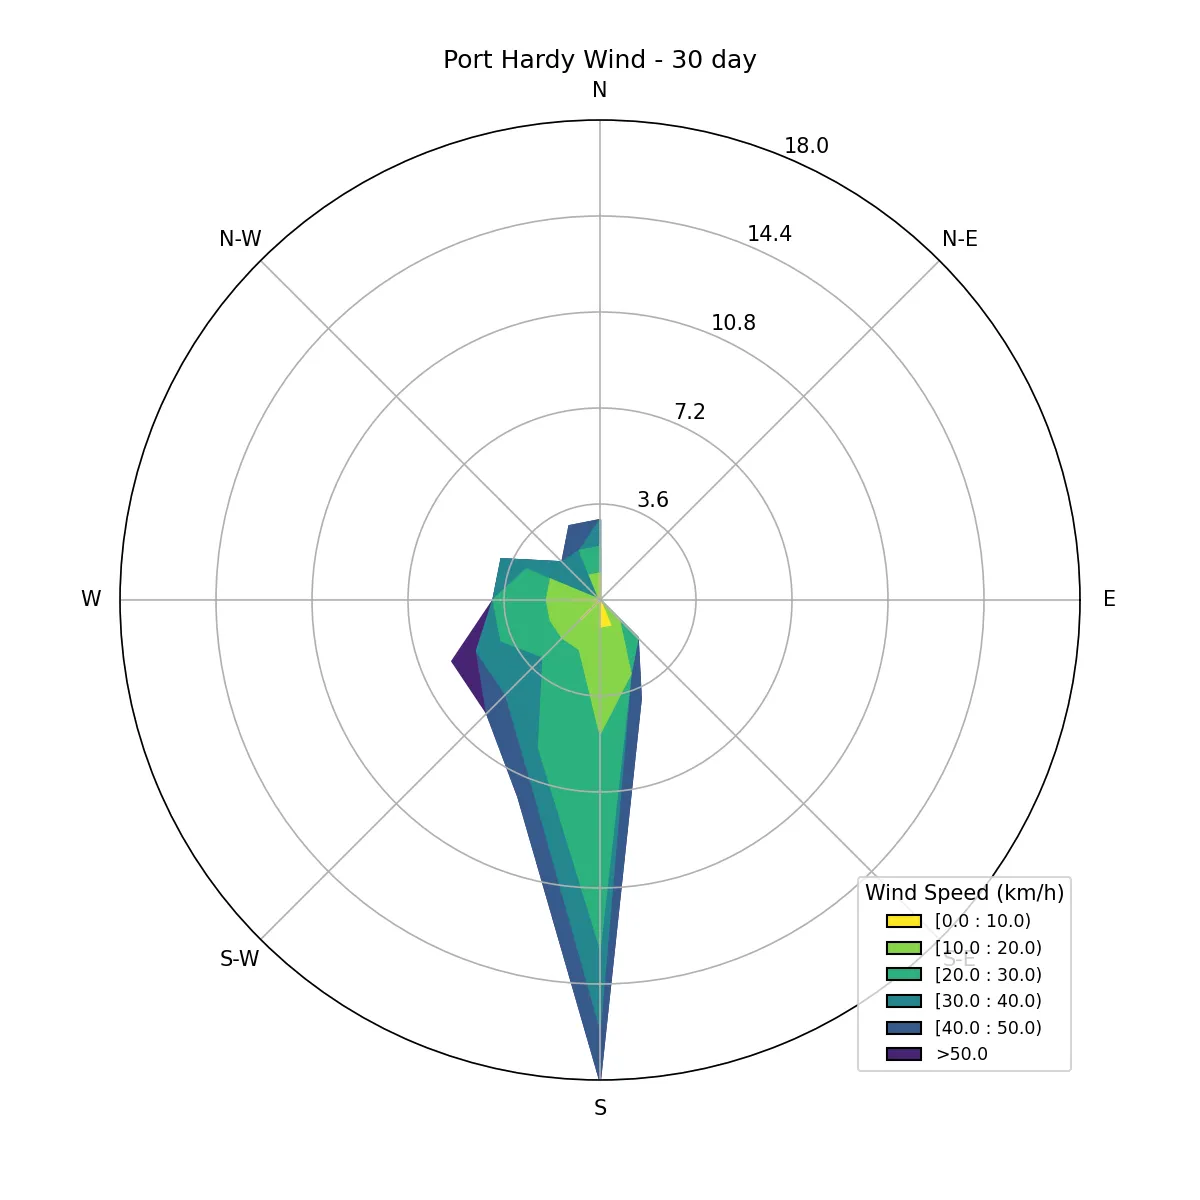 Port Hardy Wind - 30 day
N
18.0
N-W
N-E
14.4
10.8
7.2
3.6
W
E
S-W
S-E
Wind Speed (km/h)
[0.0 : 10.0)
[10.0 : 20.0)
[20.0 : 30.0)
[30.0 : 40.0)
[40.0 : 50.0)
>50.0
S